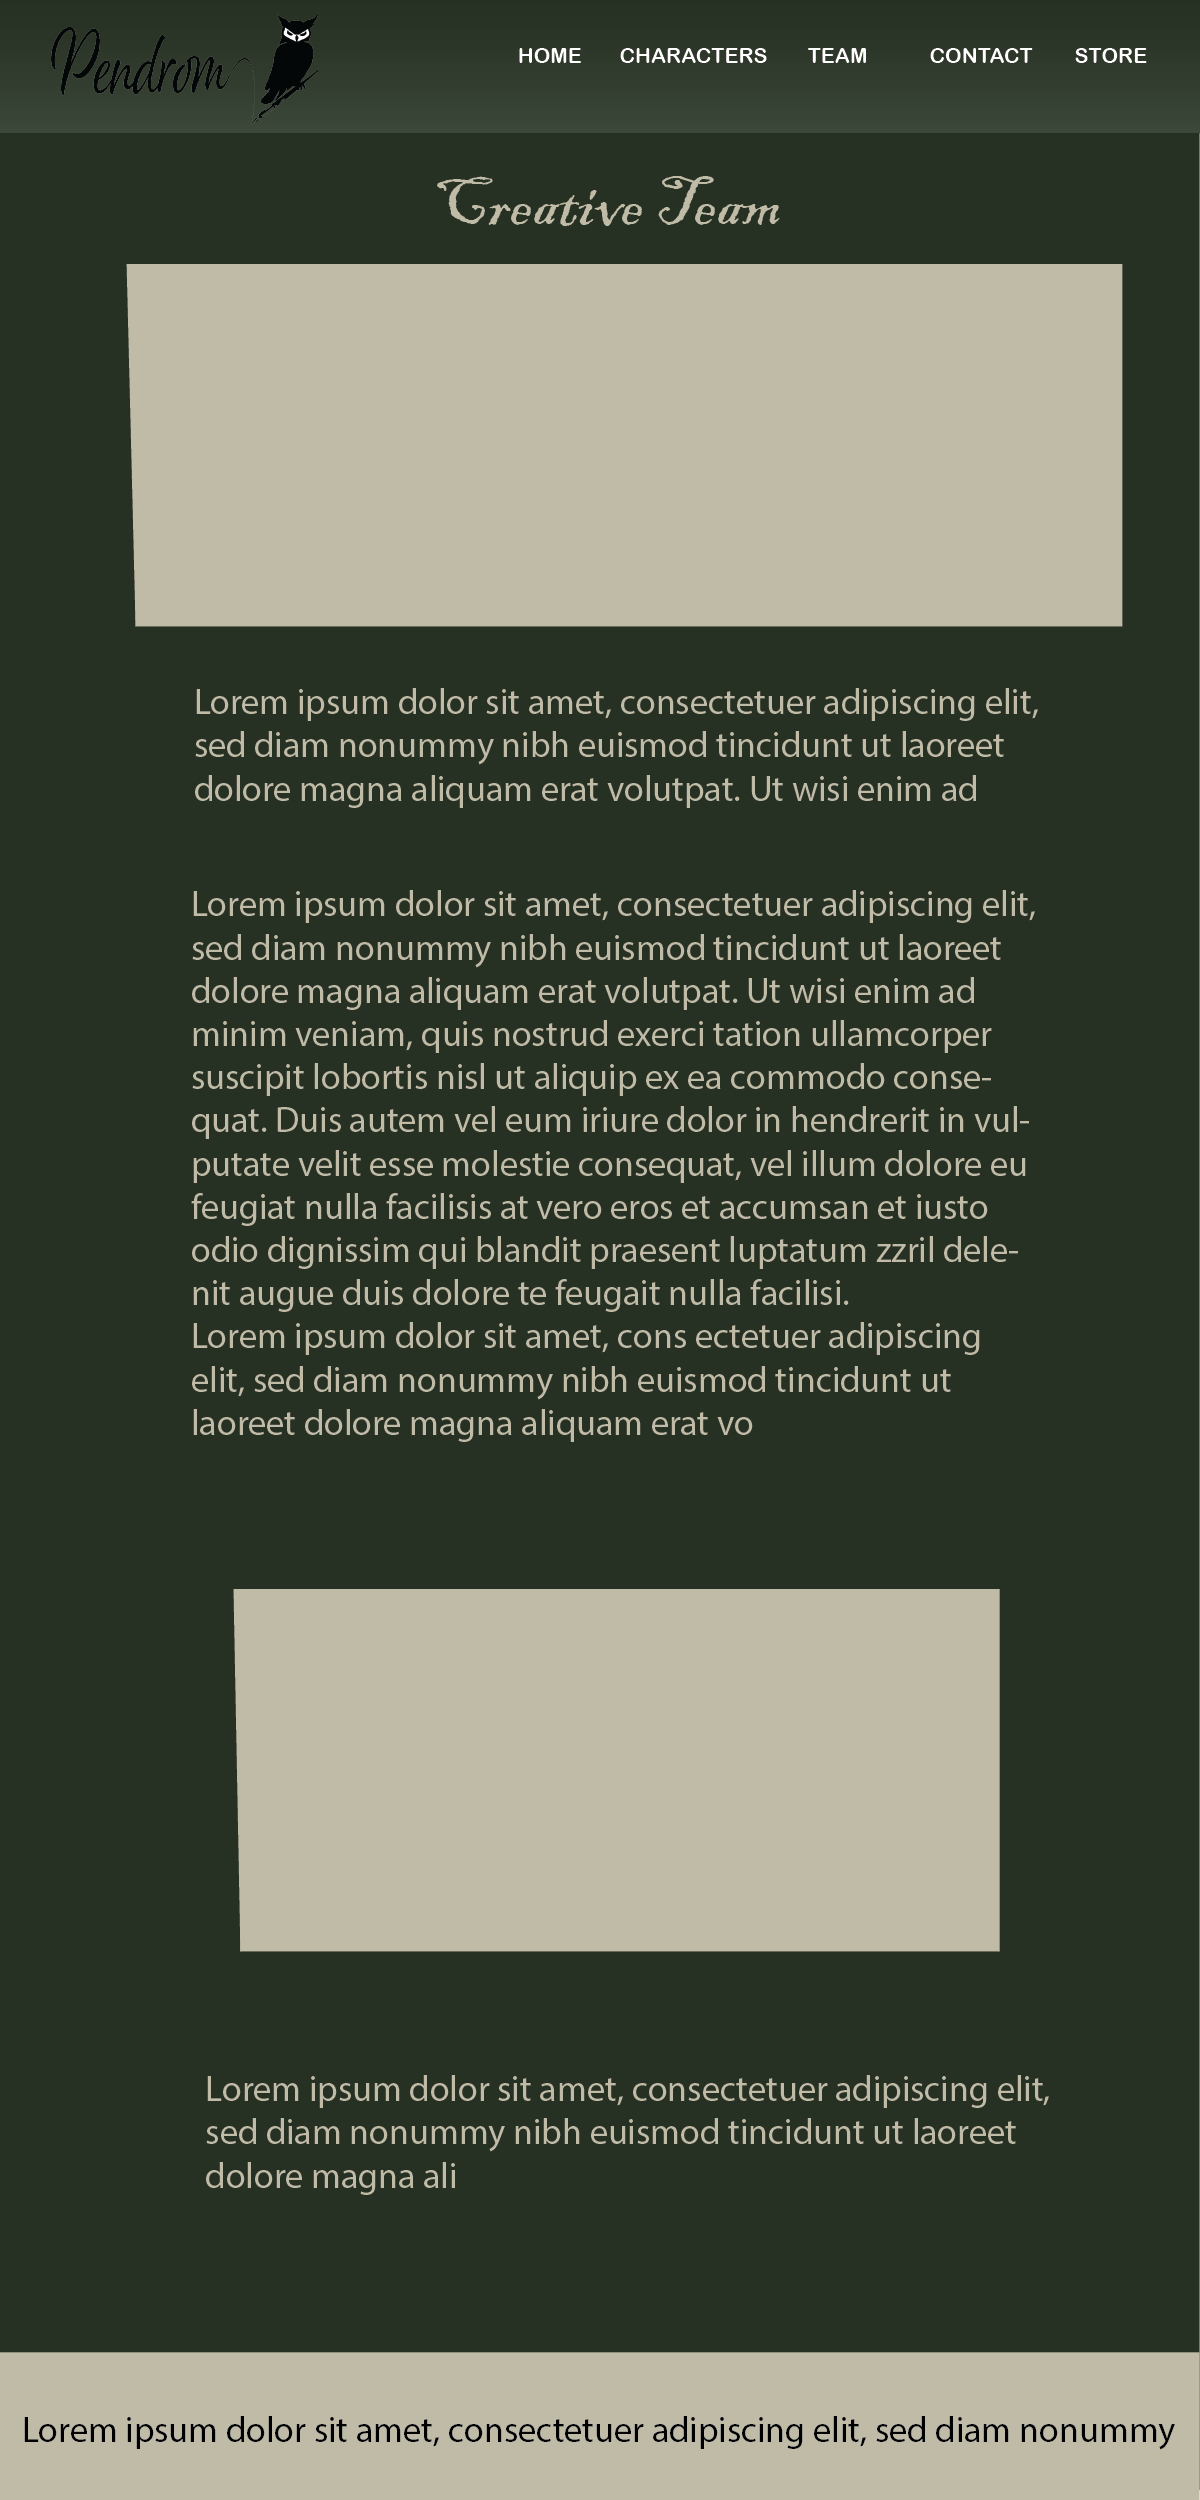 Pendrom
HOME CHARACTERS TEAM CONTACT STORE
Creative Team
Lorem ipsum dolor sit amet, consectetuer adipiscing elit,
sed diam nonummy nibh euismod tincidunt ut laoreet
dolore magna aliquam erat volutpat. Ut wisi enim ad
Lorem ipsum dolor sit amet, consectetuer adipiscing elit,
sed diam nonummy nibh euismod tincidunt ut laoreet
dolore magna aliquam erat volutpat. Ut wisi enim ad
minim veniam, quis nostrud exerci tation ullamcorper
suscipit lobortis nisl ut aliquip ex ea commodo conse-
quat. Duis autem vel eum iriure dolor in hendrerit in vul-
putate velit esse molestie consequat, vel illum dolore eu
feugiat nulla facilisis at vero eros et accumsan et iusto
odio dignissim qui blandit praesent luptatum zzril dele-
nit augue duis dolore te feugait nulla facilisi.
Lorem ipsum dolor sit amet, cons ectetuer adipiscing
elit, sed diam nonummy nibh euismod tincidunt ut
laoreet dolore magna aliquam erat vo
Lorem ipsum dolor sit amet, consectetuer adipiscing elit,
sed diam nonummy nibh euismod tincidunt ut laoreet
dolore magna ali
Lorem ipsum dolor sit amet, consectetuer adipiscing elit, sed diam nonummy